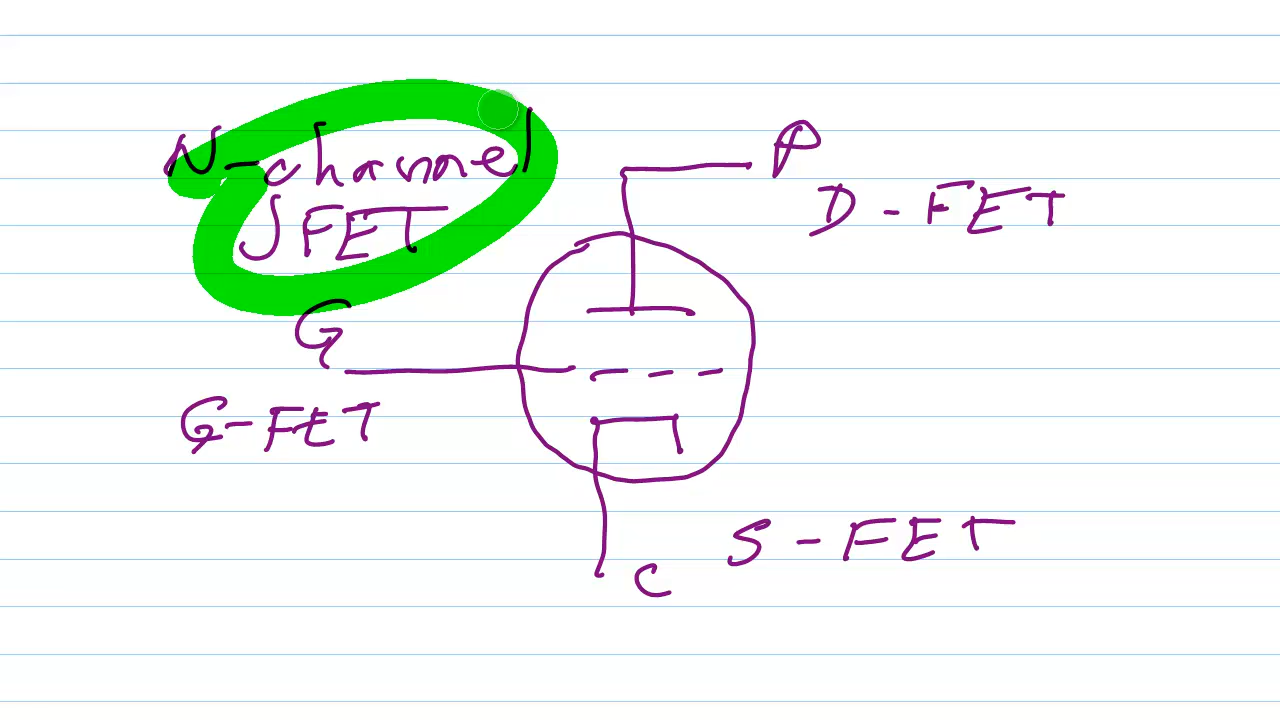 N-channel
JFET
P
D - FET
G
G-FET
S - FET
C